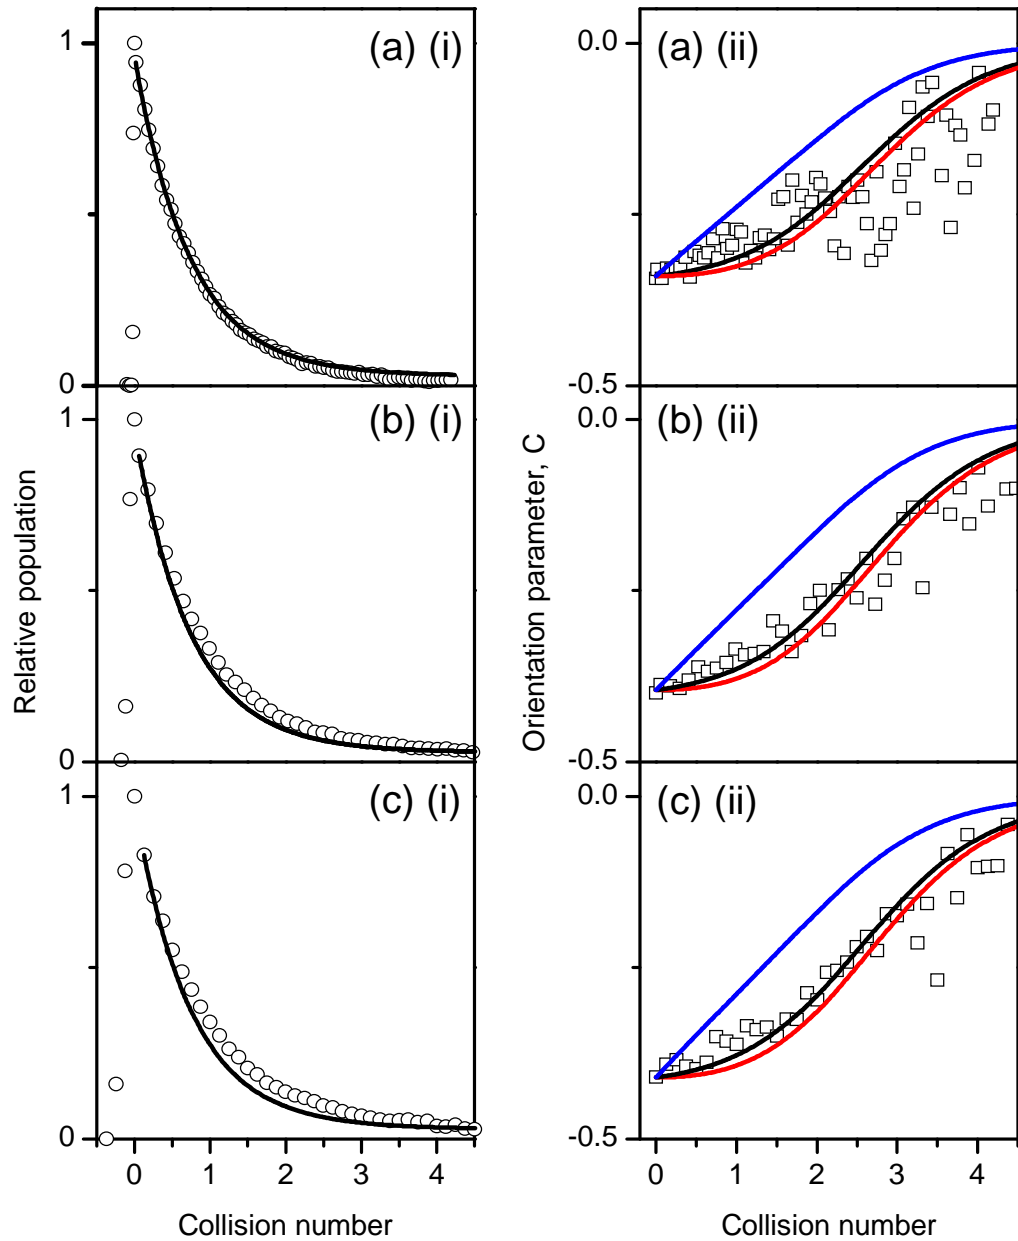 (a) (i)
1
0
(b) (i)
1
0
(c) (i)
1
0
0 1 2 3 4
Relative population
Collision number
(a) (ii)
0.0
-0.5
(b) (ii)
0.0
-0.5
(c) (ii)
0.0
-0.5
0 1 2 3 4
Orientation parameter, C
Collision number